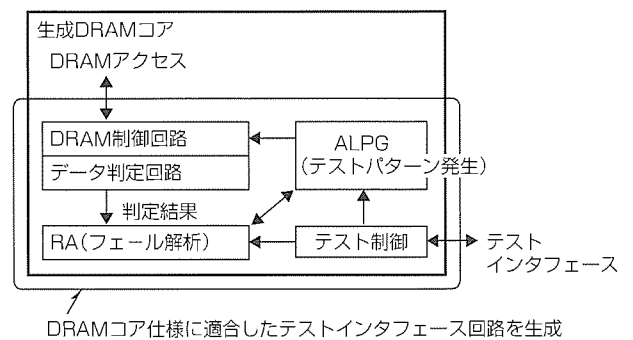 生成DRAMコア
DRAMアクセス
DRAM制御回路
データ判定回路
ALPG
(テストパターン発生)
判定結果
RA(フェール解析)
テスト制御
テスト
インタフェース
DRAMコア仕様に適合したテストインタフェース回路を生成